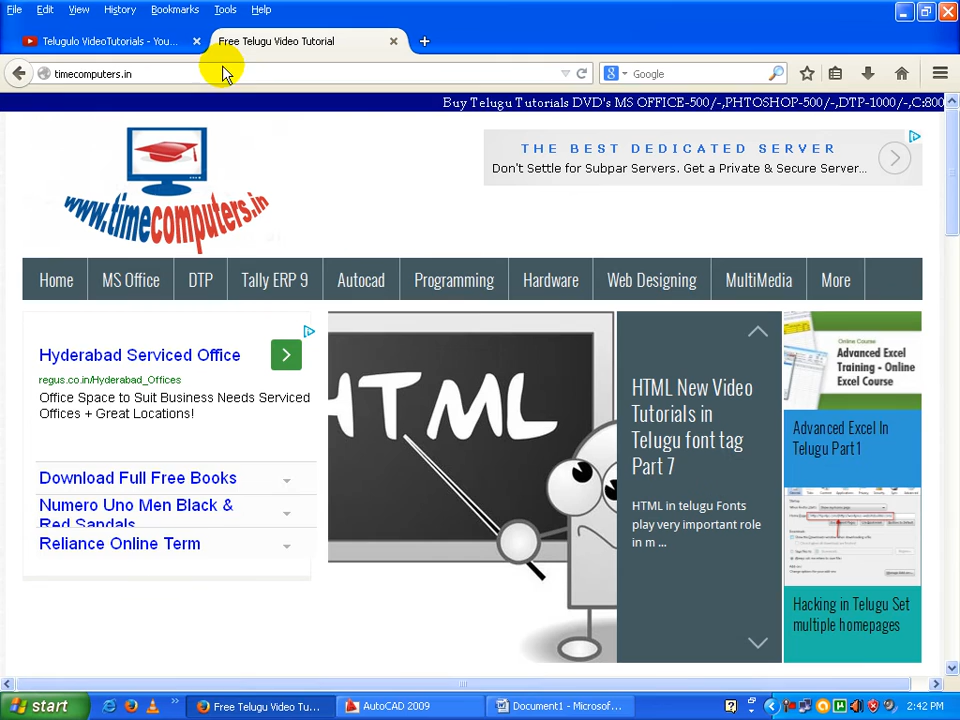 File Edit View History Bookmarks Tools Help
Telugulo VideoTutorials - You...
Free Telugu Video Tutorial
timecomputers.in
Google
Buy Telugu Tutorials DVD's MS OFFICE-500/-,PHTOSHOP-500/-,DTP-1000/-,C:800
www.timecomputers.in
THE BEST DEDICATED SERVER
Don't Settle for Subpar Servers. Get a Private & Secure Server...
Home MS Office DTP Tally ERP 9 Autocad Programming Hardware Web Designing MultiMedia More
Hyderabad Serviced Office
regus.co.in/Hyderabad_Offices
Office Space to Suit Business Needs Serviced
Offices + Great Locations!
Download Full Free Books
Numero Uno Men Black &
Red Sandals
Reliance Online Term
HTML
HTML New Video
Tutorials in
Telugu font tag
Part 7
HTML in telugu Fonts
play very important role
in m ...
Online Course
Advanced Excel
Training - Online
Excel Course
Advanced Excel In
Telugu Part1
Hacking in Telugu Set
multiple homepages
start
Free Telugu Video Tu...
AutoCAD 2009
Document1 - Microsof...
2:42 PM